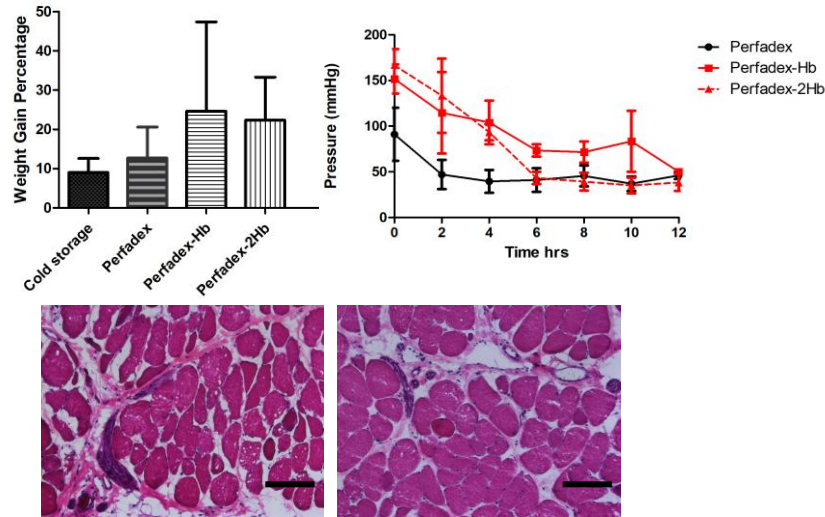 Weight Gain Percentage
50
40
30
20
10
0
Cold storage
Perfadex
Perfadex-Hb
Perfadex-2Hb
Pressure (mmHg)
200
150
100
50
0
0 2 4 6 8 10 12
Time hrs
Perfadex
Perfadex-Hb
Perfadex-2Hb